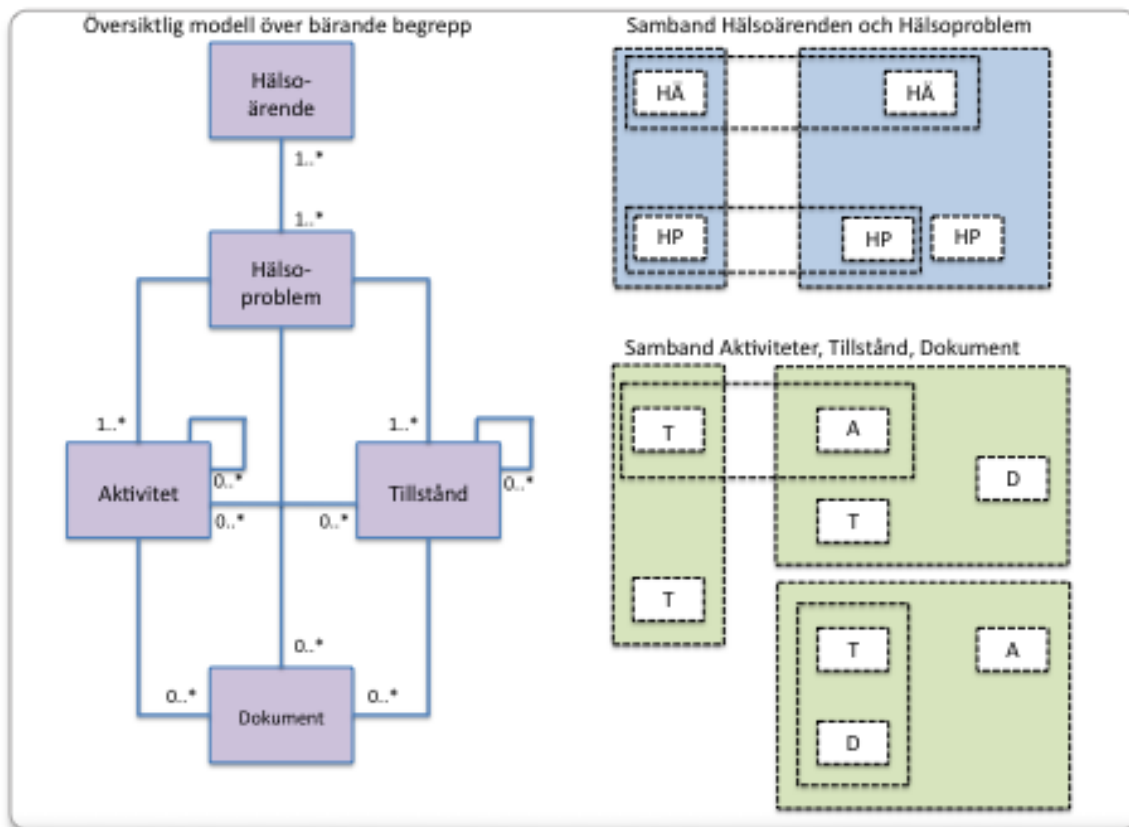 Översiktlig modell över bärande begrepp
Hälso-
ärende
1..*
1..*
Hälso-
problem
1..*
1..*
Aktivitet
0..*
0..*
Tillstånd
0..*
0..*
0..*
0..*
0..*
Dokument
Samband Hälsoärenden och Hälsoproblem
HÄ
HÄ
HP
HP
HP
Samband Aktiviteter, Tillstånd, Dokument
T
A
D
T
T
T
A
D